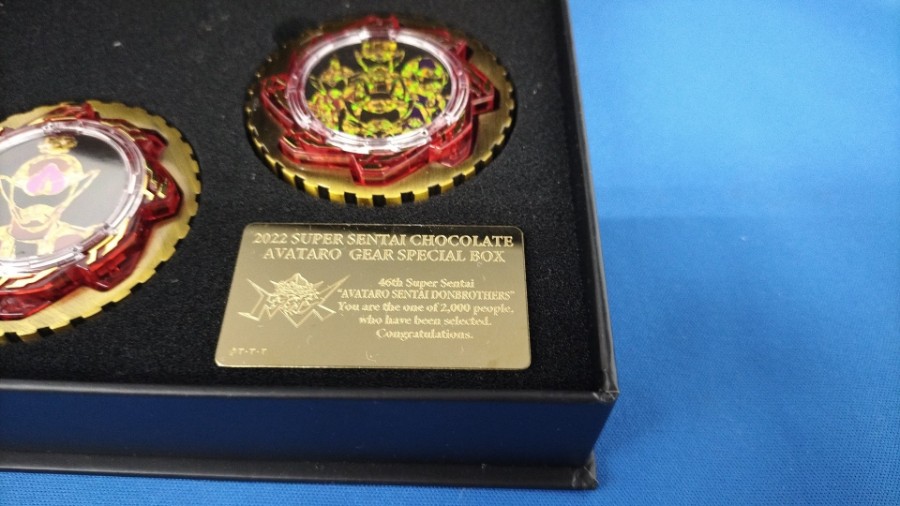 2022 SUPER SENTAI CHOCOLATE
AVATARO GEAR SPECIAL BOX
46th Super Sentai
"AVATARO SENTAI DONBROTHERS"
You are the one of 2,000 people,
who have been selected.
Congratulations.